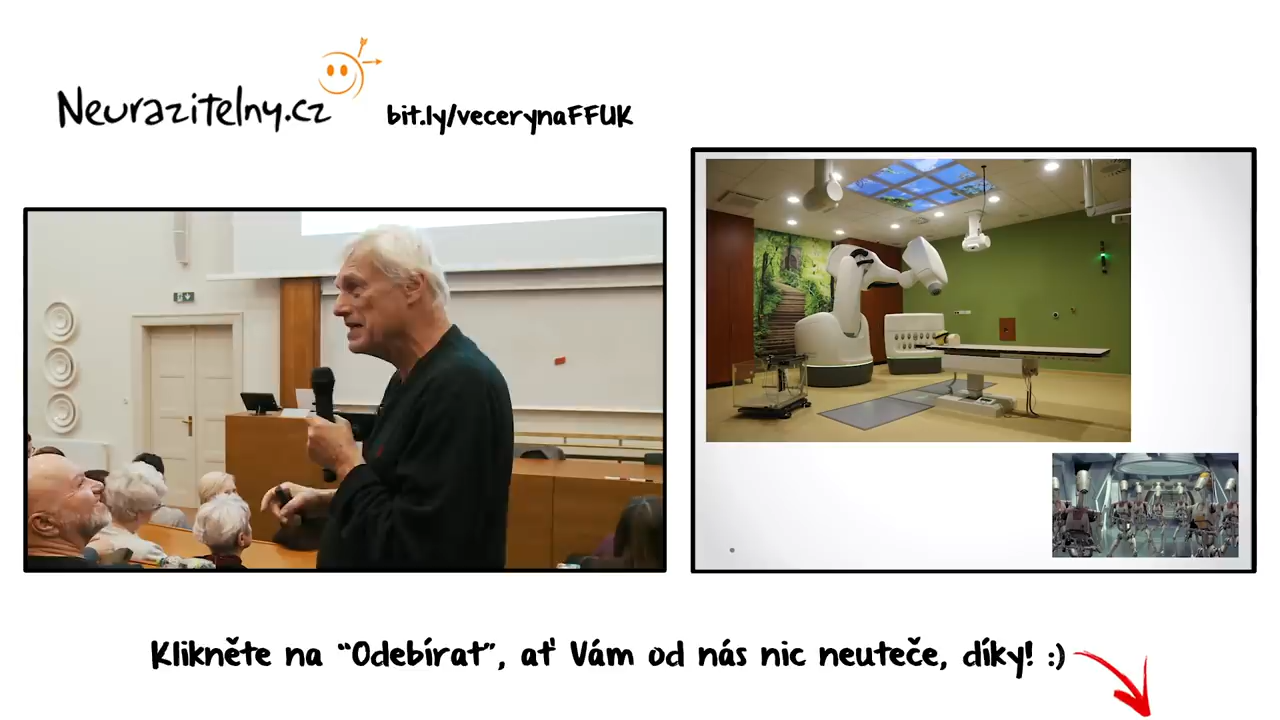 Neurazitelny.cz
bit.ly/vecerynaFFUK
Klikněte na “Odebírat”, ať Vám od nás nic neuteče, díky! :)